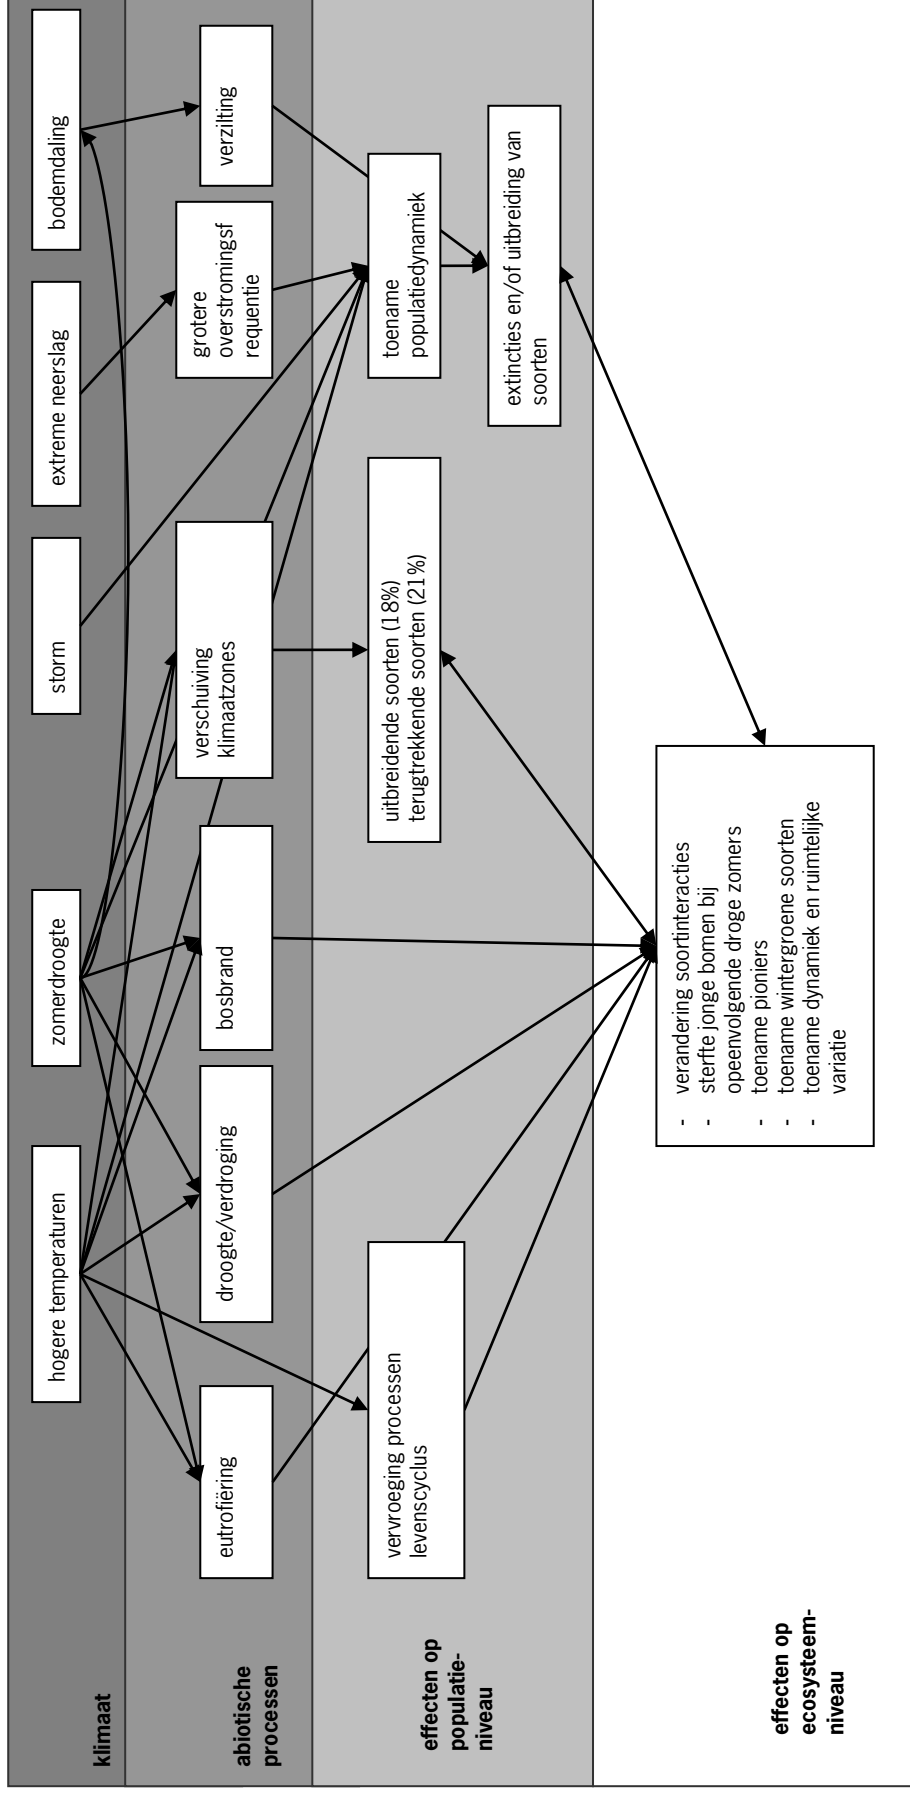 klimaat
hogere temperaturen
zomerdroogte
storm
extreme neerslag
bodemdaling
abiotische
processen
eutrofiëring
droogte/verdroging
bosbrand
verschuiving
klimaatzones
grotere
overstromingsf
requentie
verzilting
effecten op
populatie-
niveau
vervroeging processen
levenscyclus
uitbreidende soorten (18%)
terugtrekkende soorten (21%)
toename
populatiedynamiek
extincties en/of uitbreiding van
soorten
effecten op
ecosysteem-
niveau
- verandering soortinteracties
- sterfte jonge bomen bij
opeenvolgende droge zomers
- toename pioniers
- toename wintergroene soorten
- toename dynamiek en ruimtelijke
variatie